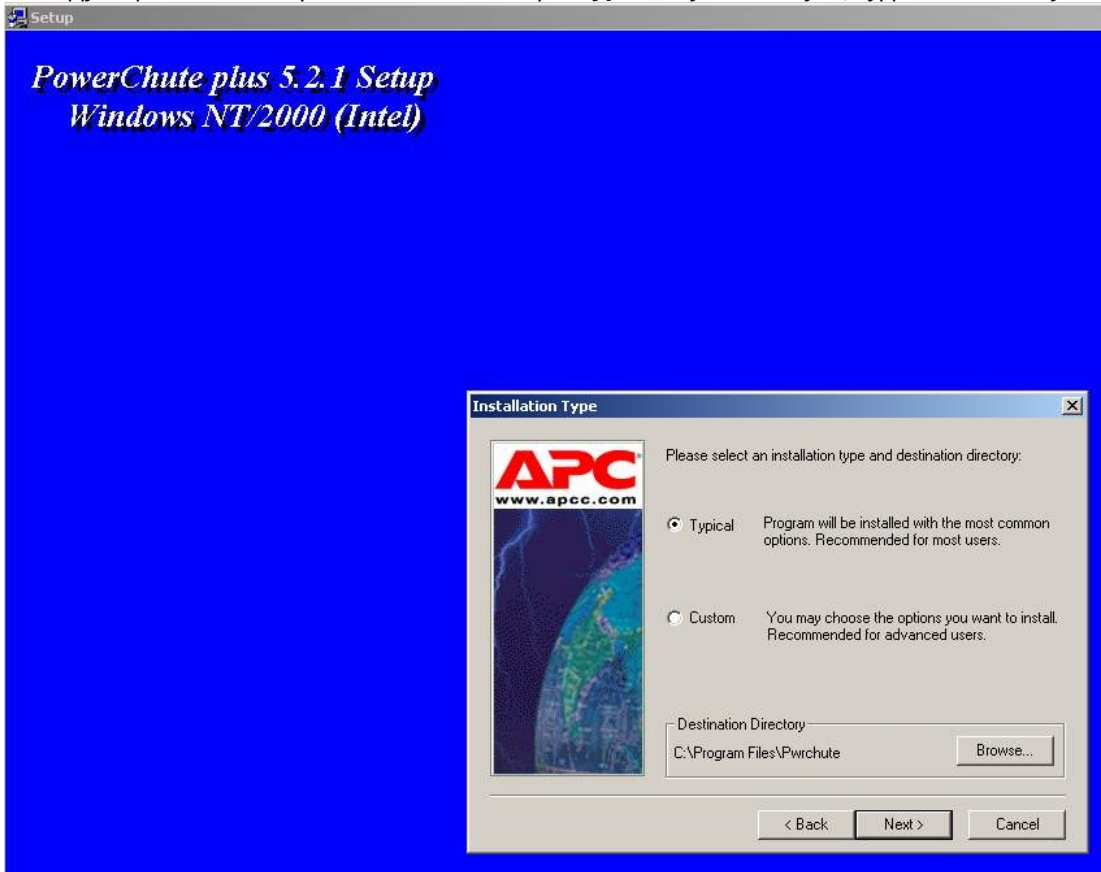 Setup
PowerChute plus 5.2.1 Setup
Windows NT/2000 (Intel)
Installation Type
APC
www.apcc.com
Please select an installation type and destination directory:
Typical
Program will be installed with the most common
options. Recommended for most users.
Custom
You may choose the options you want to install.
Recommended for advanced users.
Destination Directory
C:\Program Files\Pwrchute
Browse...
< Back
Next >
Cancel